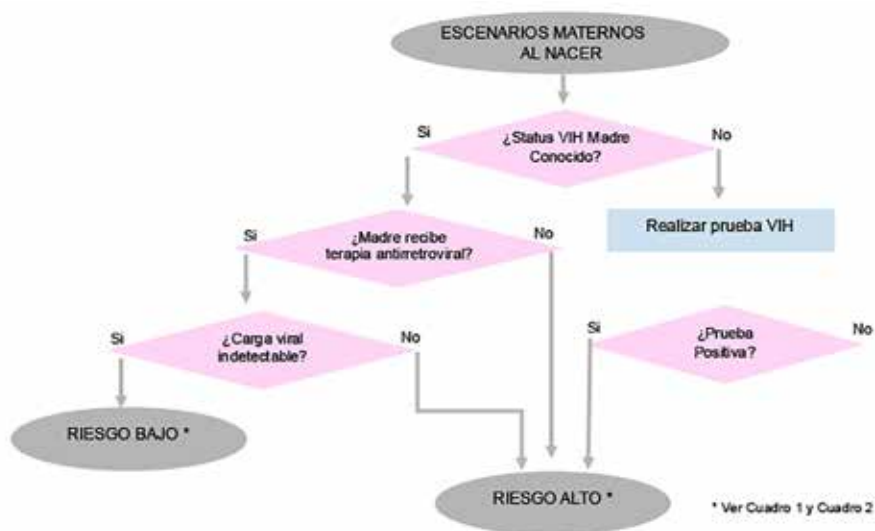 ESCENARIOS MATERNOS
AL NACER
Si
¿Status VIH Madre
Conocido?
No
Realizar prueba VIH
Si
¿Madre recibe
terapia antirretroviral?
No
Si
¿Carga viral
indetectable?
No
Si
¿Prueba
Positiva?
No
RIESGO BAJO *
RIESGO ALTO *
* Ver Cuadro 1 y Cuadro 2